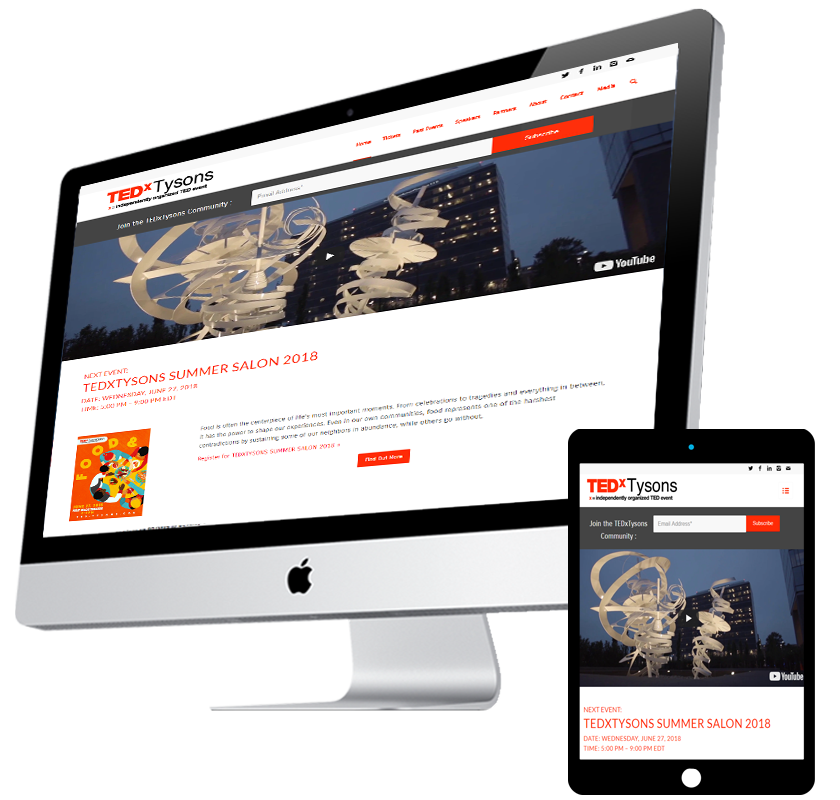 Home Tickets Past Events Speakers Partners About Contact Media
TEDxTysons
x = independently organized TED event
Join the TEDxTysons Community :
Email Address*
Subscribe
YouTube
NEXT EVENT:
TEDXTYSONS SUMMER SALON 2018
DATE: WEDNESDAY, JUNE 27, 2018
TIME: 5:00 PM – 9:00 PM EDT
Food is often the centerpiece of life's most important moments. From celebrations to tragedies and everything in between,
it has the power to shape our experiences. Even in our own communities, food represents one of the harshest
contradictions by sustaining some of our neighbors in abundance, while others go without.
Register for TEDXTYSONS SUMMER SALON 2018 »
Find Out More
FOOD&
JUNE 27, 2018
TEDxTysons
x = independently organized TED event
Join the TEDxTysons
Community :
Email Address*
Subscribe
YouTube
NEXT EVENT:
TEDXTYSONS SUMMER SALON 2018
DATE: WEDNESDAY, JUNE 27, 2018
TIME: 5:00 PM – 9:00 PM EDT